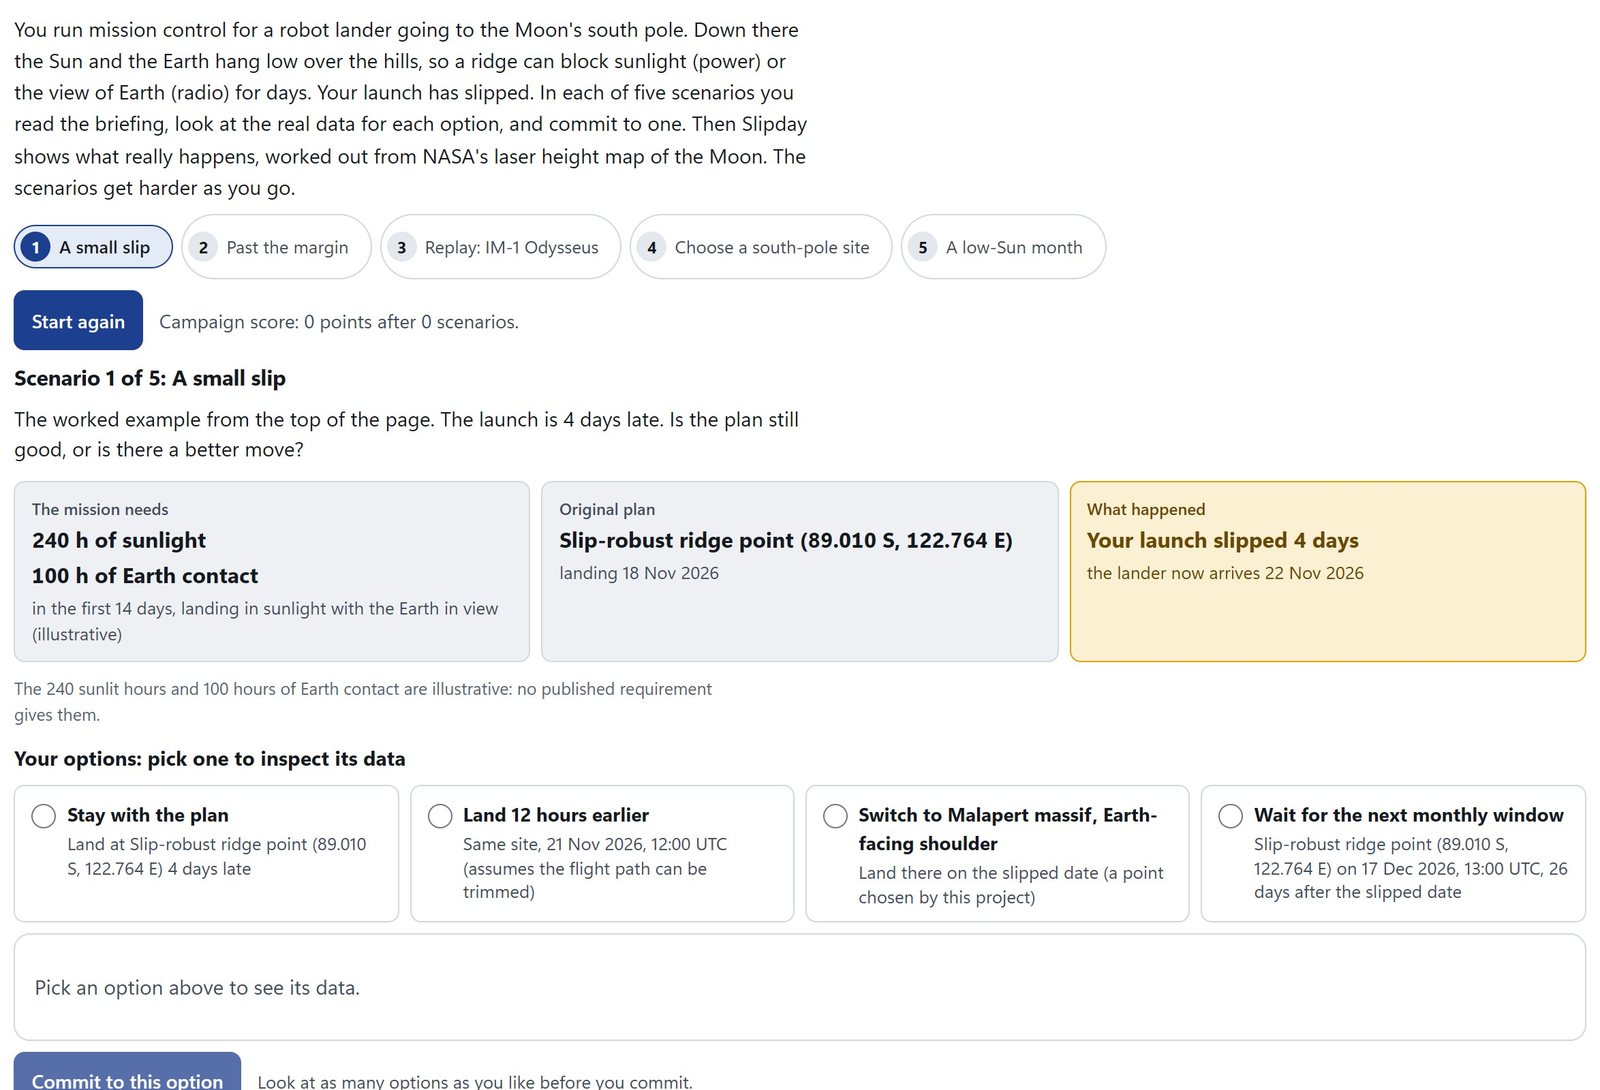 You run mission control for a robot lander going to the Moon's south pole. Down there
the Sun and the Earth hang low over the hills, so a ridge can block sunlight (power) or
the view of Earth (radio) for days. Your launch has slipped. In each of five scenarios you
read the briefing, look at the real data for each option, and commit to one. Then Slipday
shows what really happens, worked out from NASA's laser height map of the Moon. The
scenarios get harder as you go.
1 A small slip
2 Past the margin
3 Replay: IM-1 Odysseus
4 Choose a south-pole site
5 A low-Sun month
Start again
Campaign score: 0 points after 0 scenarios.
Scenario 1 of 5: A small slip
The worked example from the top of the page. The launch is 4 days late. Is the plan still
good, or is there a better move?
The mission needs
240 h of sunlight
100 h of Earth contact
in the first 14 days, landing in sunlight with the Earth in view
(illustrative)
Original plan
Slip-robust ridge point (89.010 S, 122.764 E)
landing 18 Nov 2026
What happened
Your launch slipped 4 days
the lander now arrives 22 Nov 2026
The 240 sunlit hours and 100 hours of Earth contact are illustrative: no published requirement
gives them.
Your options: pick one to inspect its data
Stay with the plan
Land at Slip-robust ridge point (89.010
S, 122.764 E) 4 days late
Land 12 hours earlier
Same site, 21 Nov 2026, 12:00 UTC
(assumes the flight path can be
trimmed)
Switch to Malapert massif, Earth-
facing shoulder
Land there on the slipped date (a point
chosen by this project)
Wait for the next monthly window
Slip-robust ridge point (89.010 S,
122.764 E) on 17 Dec 2026, 13:00 UTC, 26
days after the slipped date
Pick an option above to see its data.
Commit to this option
Look at as many options as you like before you commit.